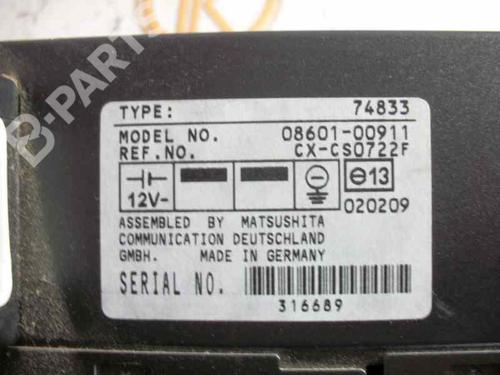 B-PARTS
TYPE: 74833
MODEL NO. 08601-00911
REF.NO. CX-CS0722F
12V- e13
020209
ASSEMBLED BY MATSUSHITA
COMMUNICATION DEUTSCHLAND
GMBH. MADE IN GERMANY
SERIAL NO.
316689